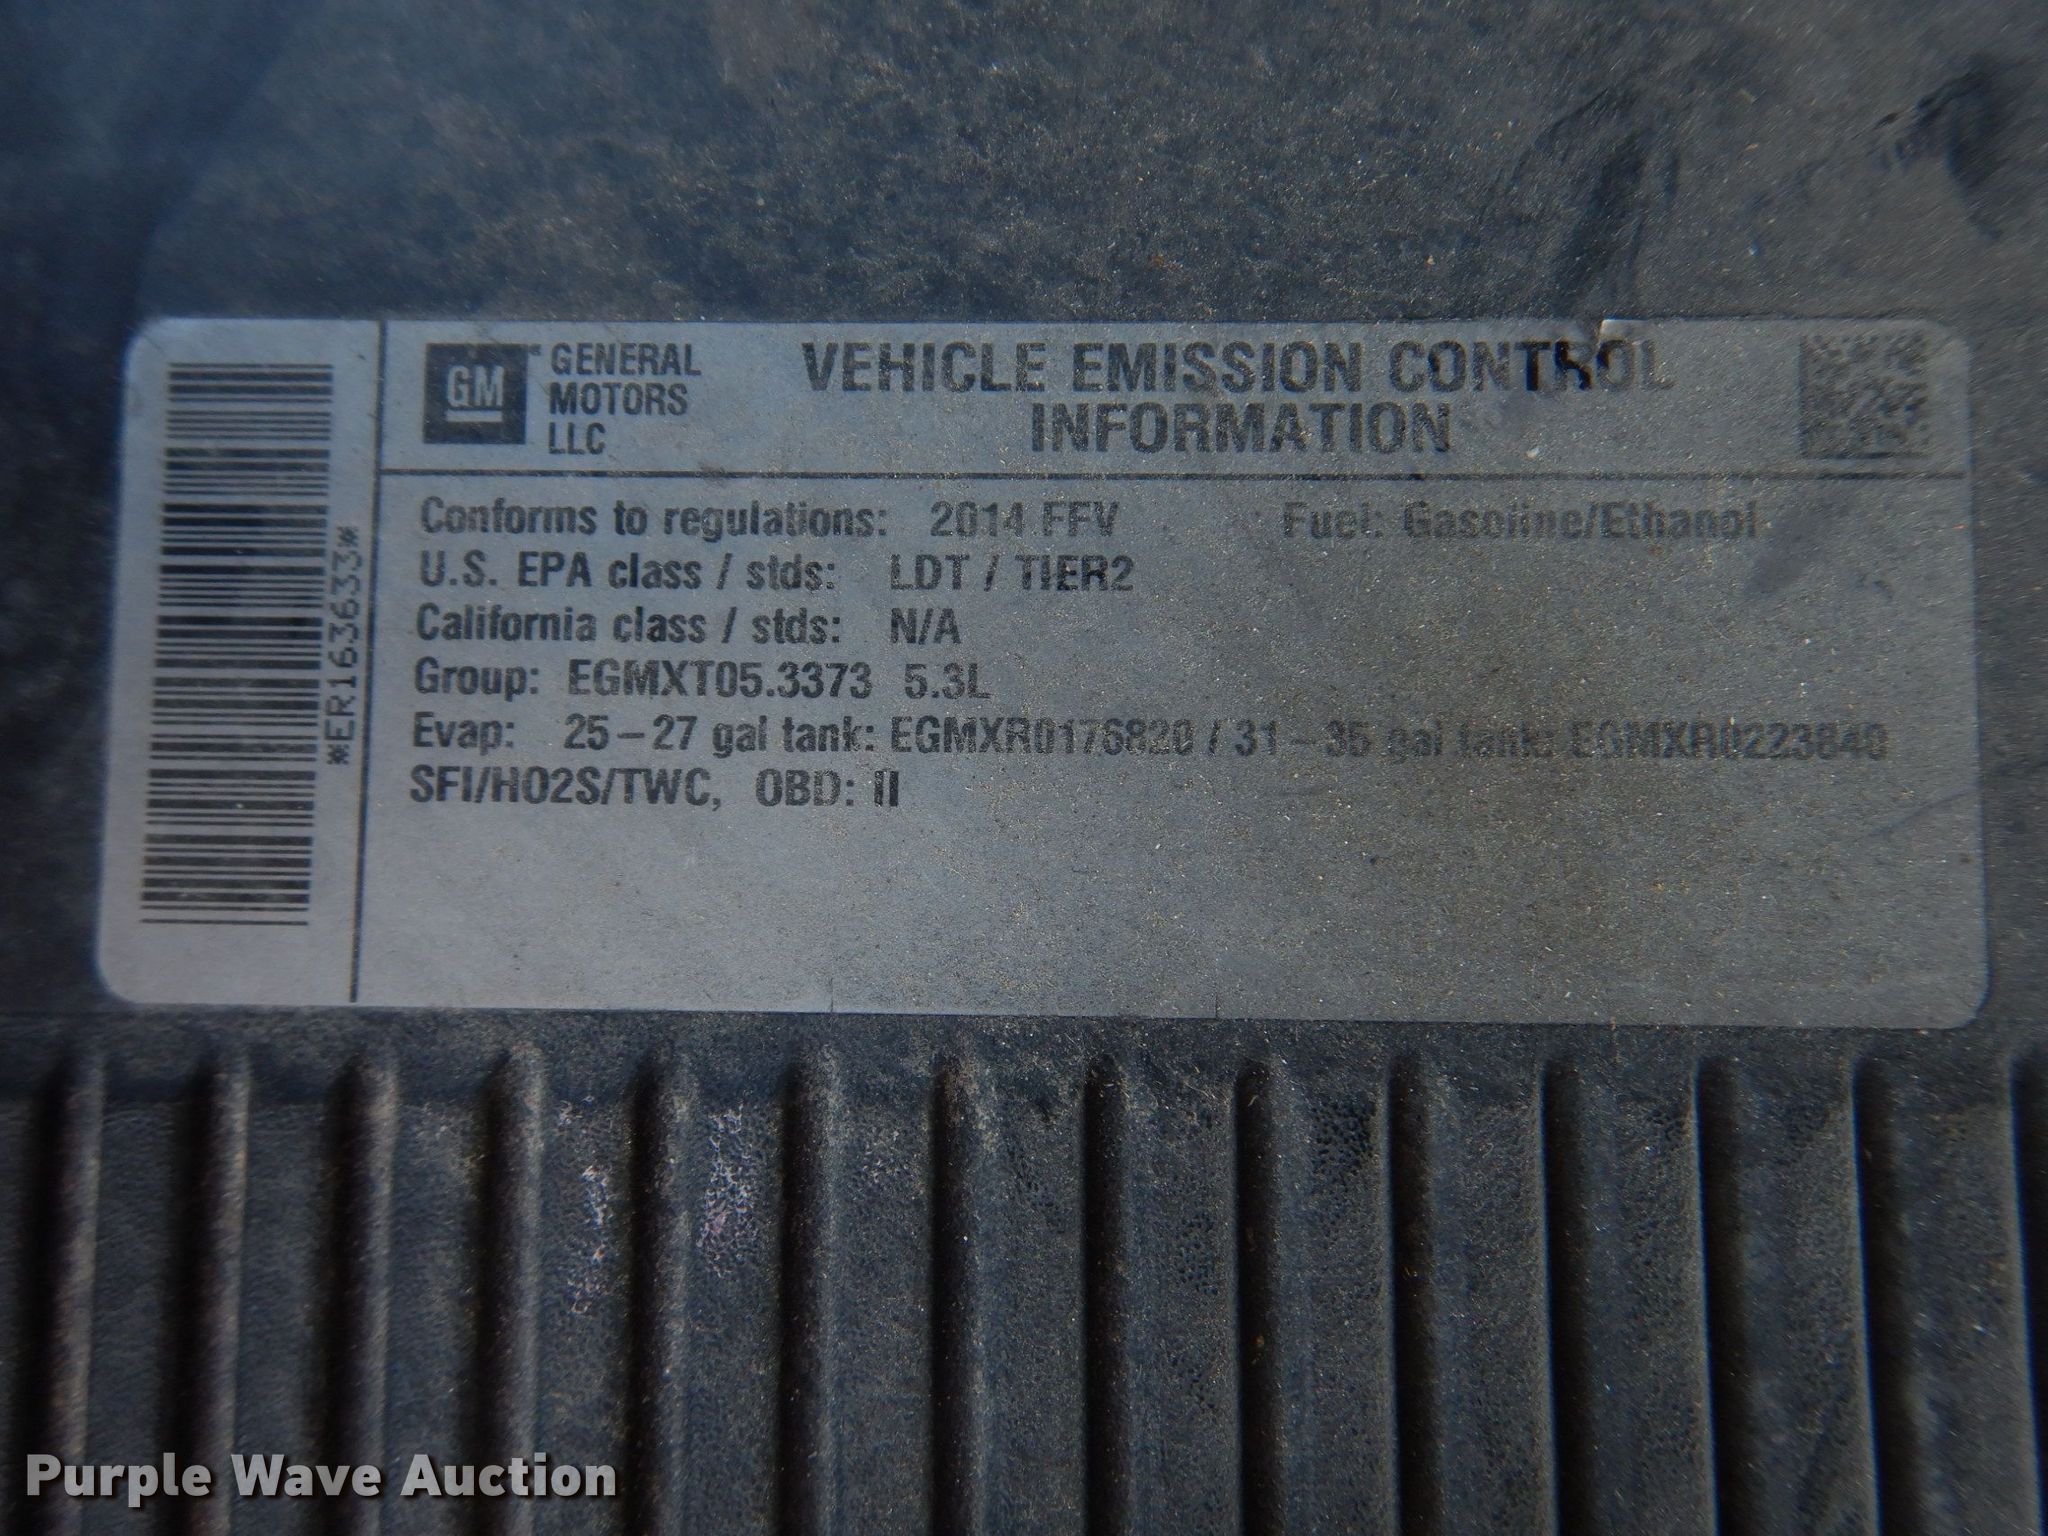 *ER163633*
GM
GENERAL
MOTORS
LLC
VEHICLE EMISSION CONTROL
INFORMATION
Conforms to regulations: 2014 FFV Fuel: Gasoline/Ethanol
U.S. EPA class / stds: LDT / TIER2
California class / stds: N/A
Group: EGMXT05.3373 5.3L
Evap: 25-27 gal tank: EGMXR0176820 / 31-35 gal tank: EGMXR0223840
SFI/HO2S/TWC, OBD: II
Purple Wave Auction